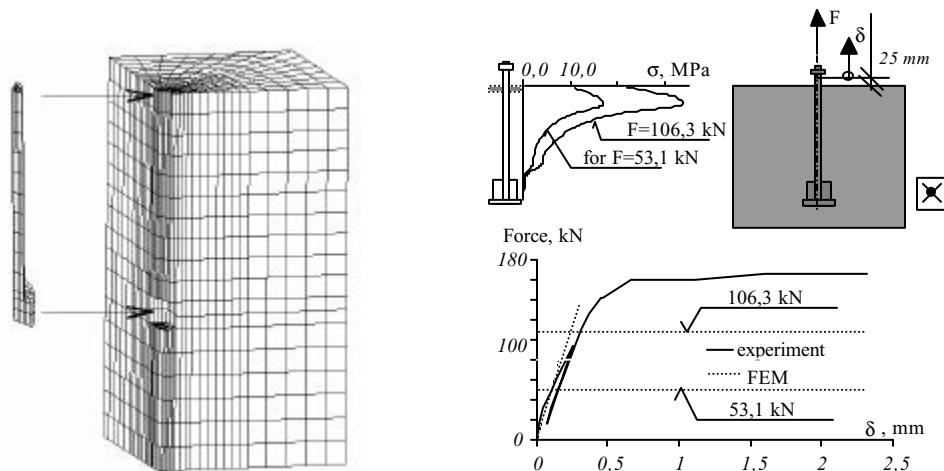 F
δ
25 mm
0,0 10,0 σ, MPa
F=106,3 kN
for F=53,1 kN
Force, kN
180
100
0
106,3 kN
experiment
FEM
53,1 kN
δ , mm
0 0,5 1 1,5 2 2,5